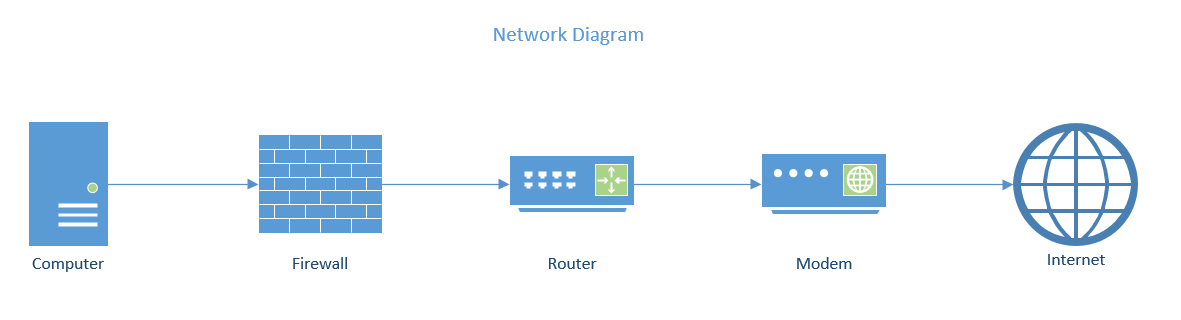 Network Diagram
Computer
Firewall
Router
Modem
Internet